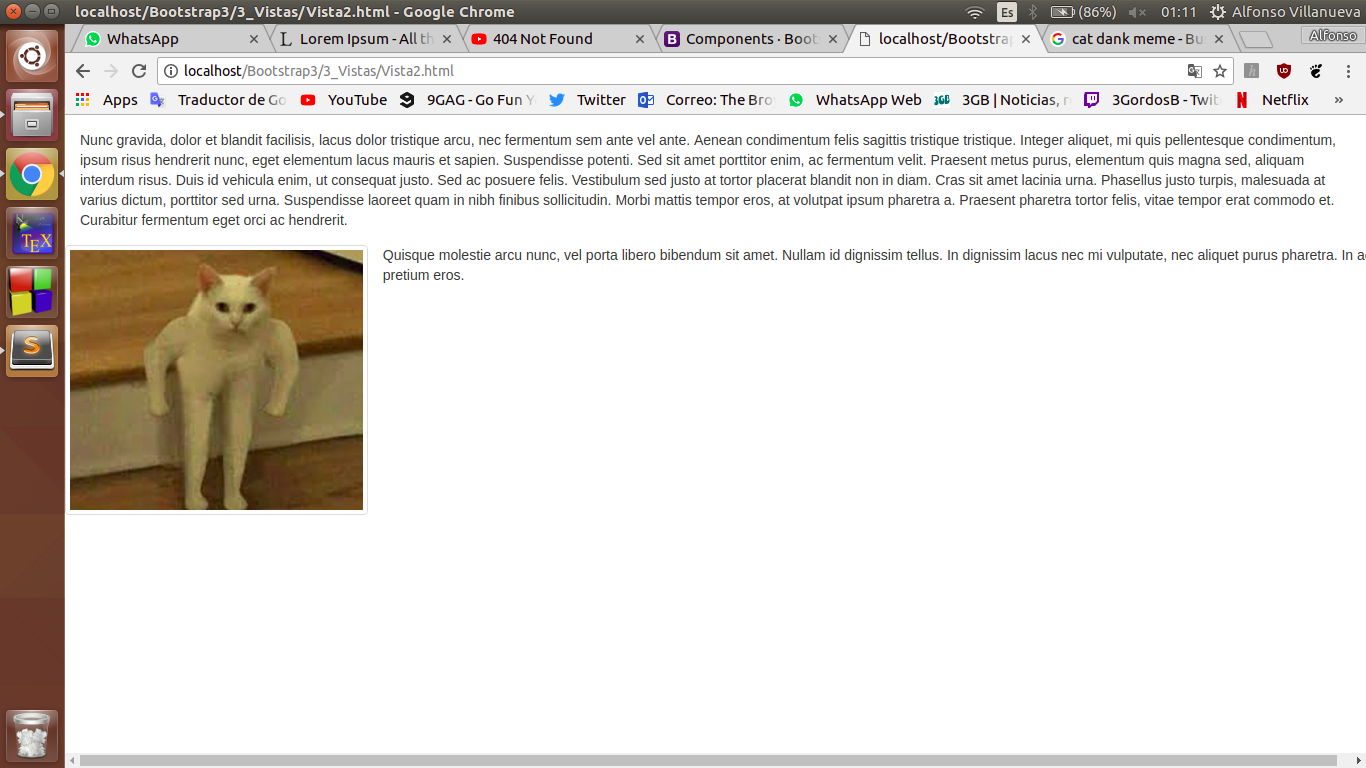 localhost/Bootstrap3/3_Vistas/Vista2.html - Google Chrome
Es
(86%)
01:11
Alfonso Villanueva
WhatsApp
Lorem Ipsum - All th
404 Not Found
Components · Boots
localhost/Bootstrap
cat dank meme - Bu
Alfonso
localhost/Bootstrap3/3_Vistas/Vista2.html
Apps
Traductor de Go
YouTube
9GAG - Go Fun Y
Twitter
Correo: The Bro
WhatsApp Web
3GB | Noticias, r
3GordosB - Twit
Netflix
»
Nunc gravida, dolor et blandit facilisis, lacus dolor tristique arcu, nec fermentum sem ante vel ante. Aenean condimentum felis sagittis tristique tristique. Integer aliquet, mi quis pellentesque condimentum,
ipsum risus hendrerit nunc, eget elementum lacus mauris et sapien. Suspendisse potenti. Sed sit amet porttitor enim, ac fermentum velit. Praesent metus purus, elementum quis magna sed, aliquam
interdum risus. Duis id vehicula enim, ut consequat justo. Sed ac posuere felis. Vestibulum sed justo at tortor placerat blandit non in diam. Cras sit amet lacinia urna. Phasellus justo turpis, malesuada at
varius dictum, porttitor sed urna. Suspendisse laoreet quam in nibh finibus sollicitudin. Morbi mattis tempor eros, at volutpat ipsum pharetra a. Praesent pharetra tortor felis, vitae tempor erat commodo et.
Curabitur fermentum eget orci ac hendrerit.
Quisque molestie arcu nunc, vel porta libero bibendum sit amet. Nullam id dignissim tellus. In dignissim lacus nec mi vulputate, nec aliquet purus pharetra. In a
pretium eros.
TEX
S